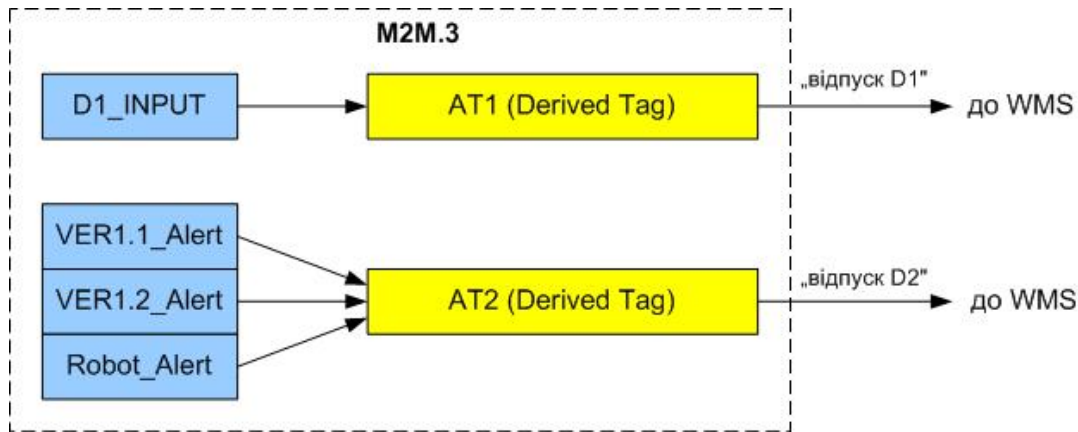 M2M.3
D1_INPUT
AT1 (Derived Tag)
„відпуск D1"
до WMS
VER1.1_Alert
VER1.2_Alert
Robot_Alert
AT2 (Derived Tag)
„відпуск D2"
до WMS